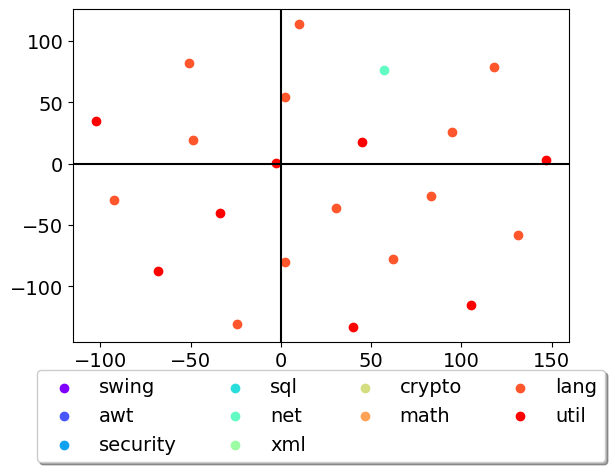 100
50
0
−50
−100
−100 −50 0 50 100 150
swing sql crypto lang
awt net math util
security xml